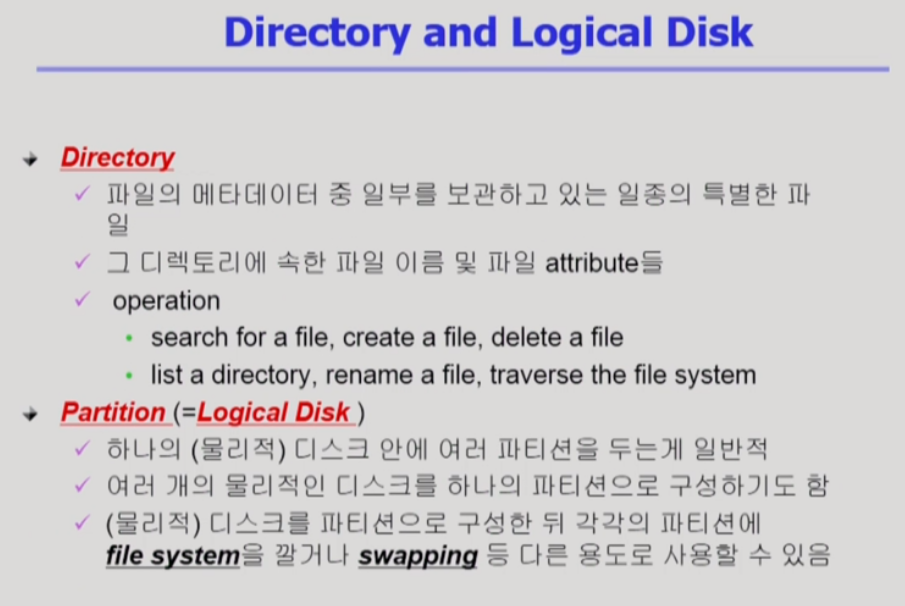 Directory and Logical Disk
Directory
파일의 메타데이터 중 일부를 보관하고 있는 일종의 특별한 파
일
그 디렉토리에 속한 파일 이름 및 파일 attribute들
operation
search for a file, create a file, delete a file
list a directory, rename a file, traverse the file system
Partition (=Logical Disk )
하나의 (물리적) 디스크 안에 여러 파티션을 두는게 일반적
여러 개의 물리적인 디스크를 하나의 파티션으로 구성하기도 함
(물리적) 디스크를 파티션으로 구성한 뒤 각각의 파티션에
file system을 깔거나 swapping 등 다른 용도로 사용할 수 있음